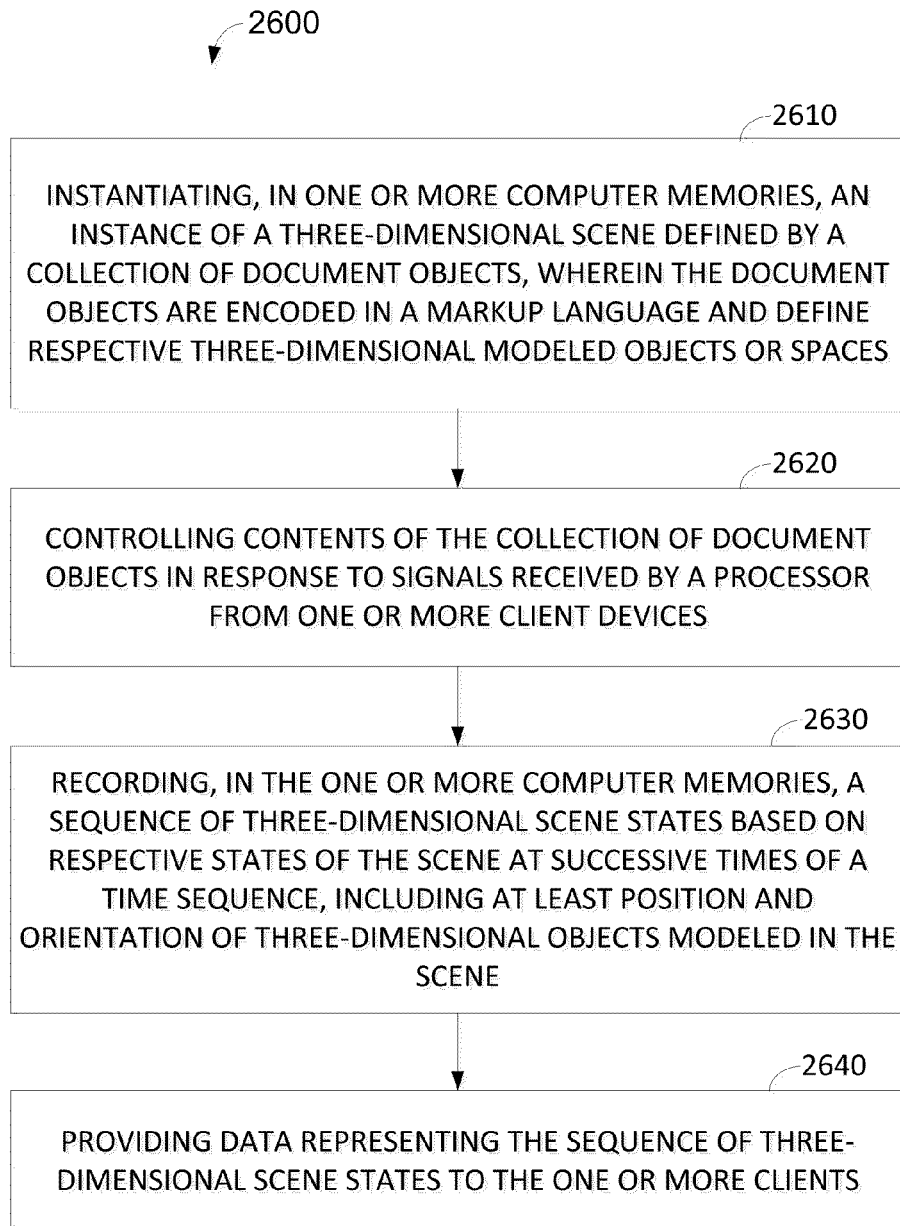 2600
2610
INSTANTIATING, IN ONE OR MORE COMPUTER MEMORIES, AN
INSTANCE OF A THREE-DIMENSIONAL SCENE DEFINED BY A
COLLECTION OF DOCUMENT OBJECTS, WHEREIN THE DOCUMENT
OBJECTS ARE ENCODED IN A MARKUP LANGUAGE AND DEFINE
RESPECTIVE THREE-DIMENSIONAL MODELED OBJECTS OR SPACES
2620
CONTROLLING CONTENTS OF THE COLLECTION OF DOCUMENT
OBJECTS IN RESPONSE TO SIGNALS RECEIVED BY A PROCESSOR
FROM ONE OR MORE CLIENT DEVICES
2630
RECORDING, IN THE ONE OR MORE COMPUTER MEMORIES, A
SEQUENCE OF THREE-DIMENSIONAL SCENE STATES BASED ON
RESPECTIVE STATES OF THE SCENE AT SUCCESSIVE TIMES OF A
TIME SEQUENCE, INCLUDING AT LEAST POSITION AND
ORIENTATION OF THREE-DIMENSIONAL OBJECTS MODELED IN THE
SCENE
2640
PROVIDING DATA REPRESENTING THE SEQUENCE OF THREE-
DIMENSIONAL SCENE STATES TO THE ONE OR MORE CLIENTS